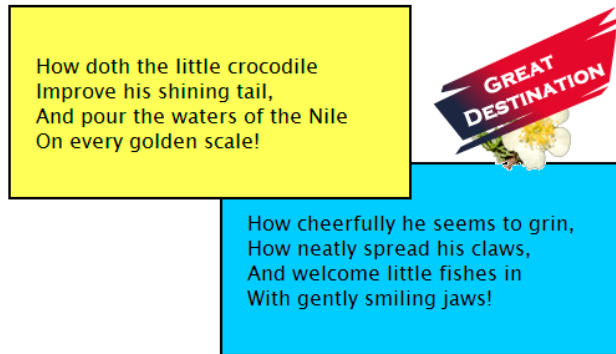 How doth the little crocodile
Improve his shining tail,
And pour the waters of the Nile
On every golden scale!
GREAT
DESTINATION
How cheerfully he seems to grin,
How neatly spread his claws,
And welcome little fishes in
With gently smiling jaws!